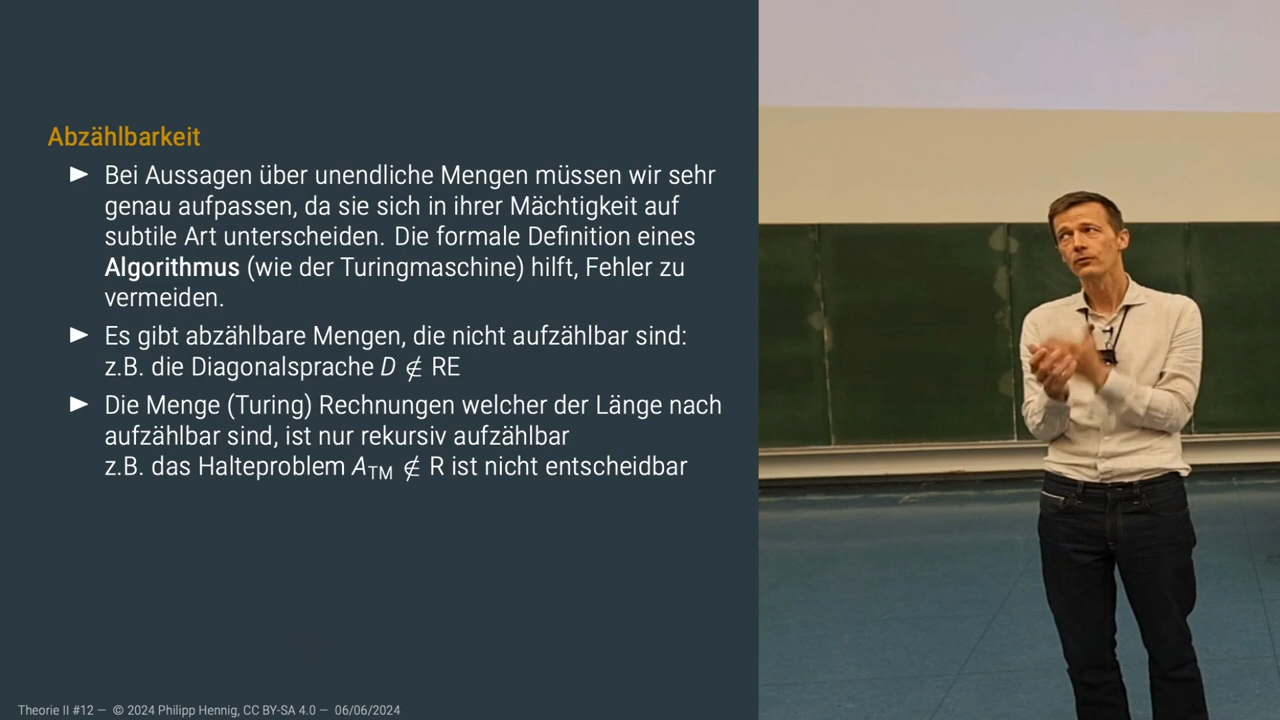 Abzählbarkeit
► Bei Aussagen über unendliche Mengen müssen wir sehr
genau aufpassen, da sie sich in ihrer Mächtigkeit auf
subtile Art unterscheiden. Die formale Definition eines
Algorithmus (wie der Turingmaschine) hilft, Fehler zu
vermeiden.
► Es gibt abzählbare Mengen, die nicht aufzählbar sind:
z.B. die Diagonalsprache D ∉ RE
► Die Menge (Turing) Rechnungen welcher der Länge nach
aufzählbar sind, ist nur rekursiv aufzählbar
z.B. das Halteproblem A_TM ∉ R ist nicht entscheidbar
Theorie II #12 — © 2024 Philipp Hennig, CC BY-SA 4.0 — 06/06/2024